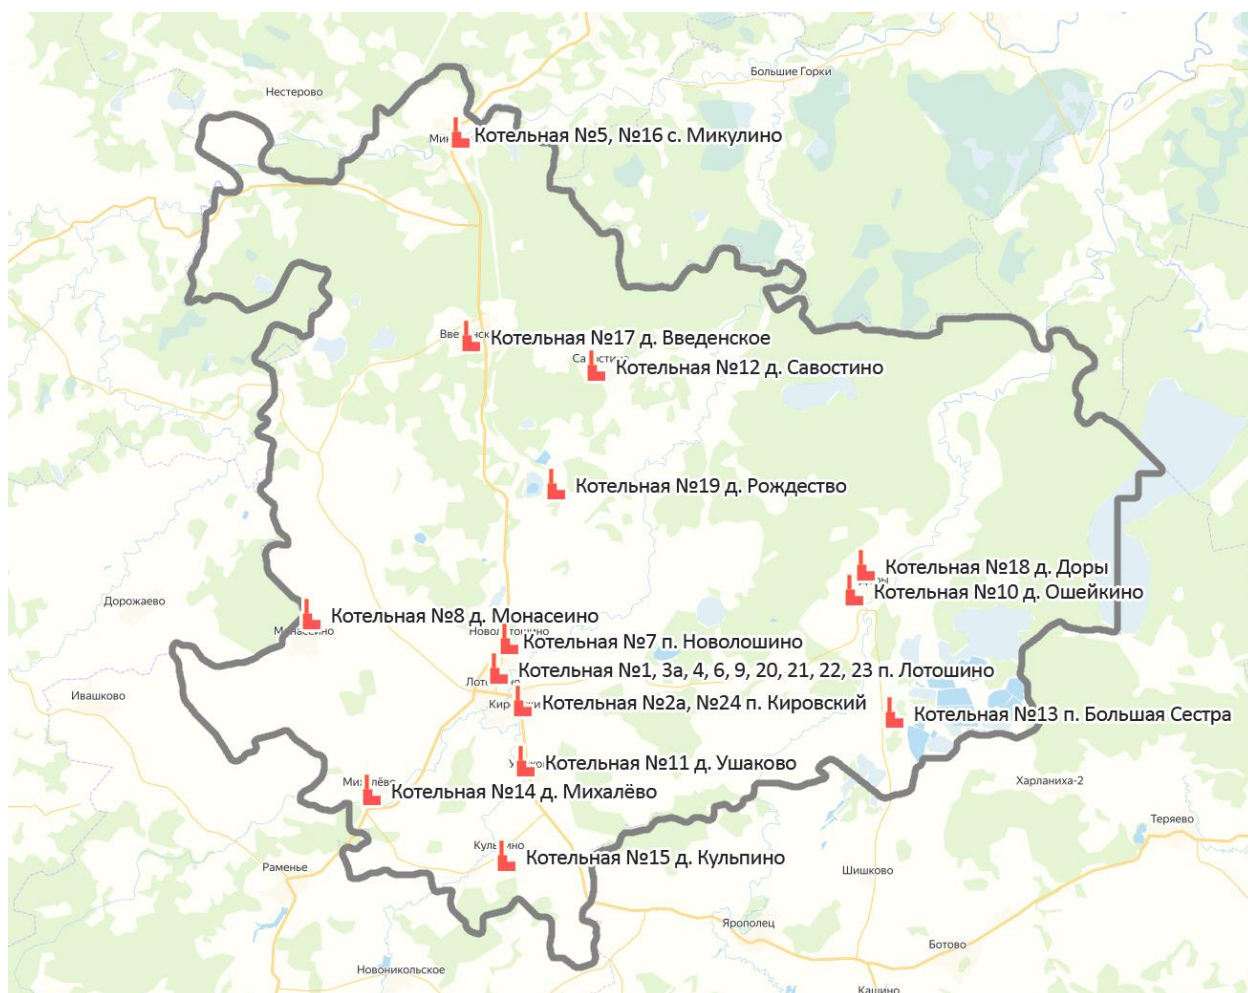 Большие Горки
Нестерово
Котельная №5, №16 с. Микулино
Котельная №17 д. Введенское
Котельная №12 д. Савостино
Котельная №19 д. Рождество
Котельная №18 д. Доры
Котельная №10 д. Ошейкино
Дорожаево
Котельная №8 д. Монасеино
Котельная №7 п. Новолошино
Котельная №1, 3а, 4, 6, 9, 20, 21, 22, 23 п. Лотошино
Ивашково
Котельная №2а, №24 п. Кировский
Котельная №13 п. Большая Сестра
Котельная №11 д. Ушаково
Харланиха-2
Котельная №14 д. Михалёво
Теряево
Котельная №15 д. Кульпино
Раменье
Шишково
Ярополец
Ботово
Новоникольское
Кашино